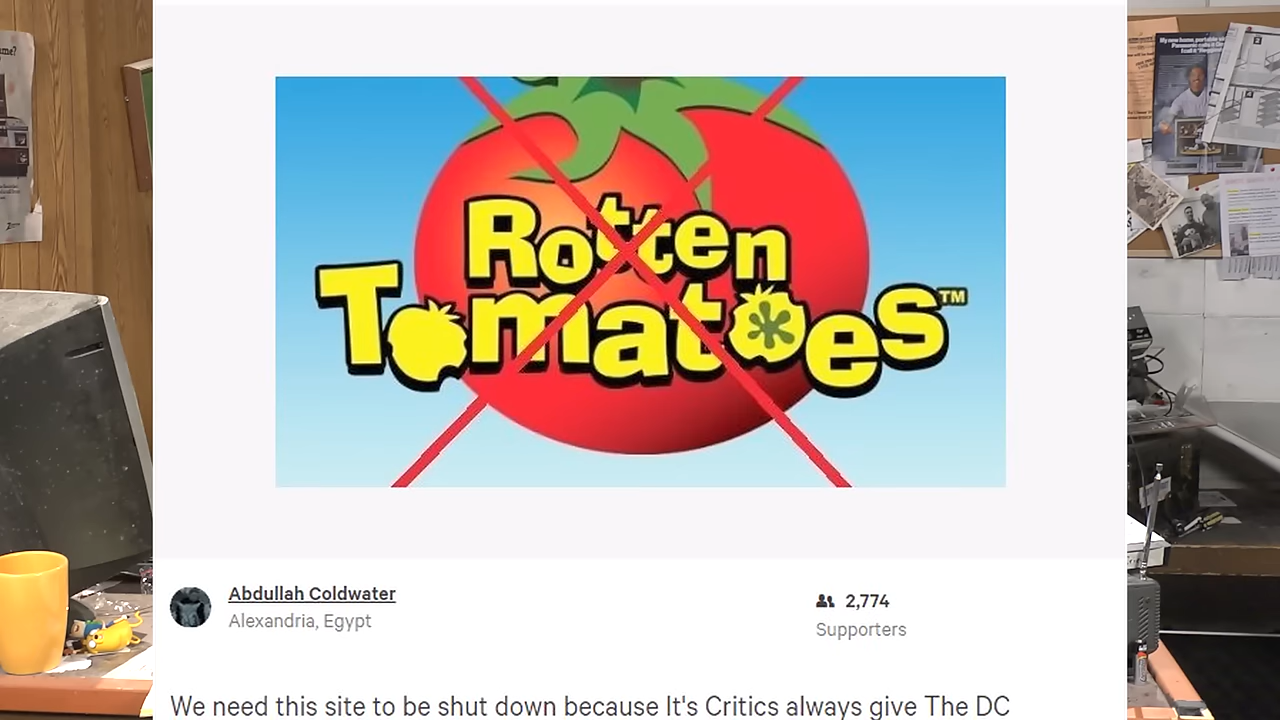 Rotten
Tomatoes™
Abdullah Coldwater
Alexandria, Egypt
2,774
Supporters
We need this site to be shut down because It's Critics always give The DC